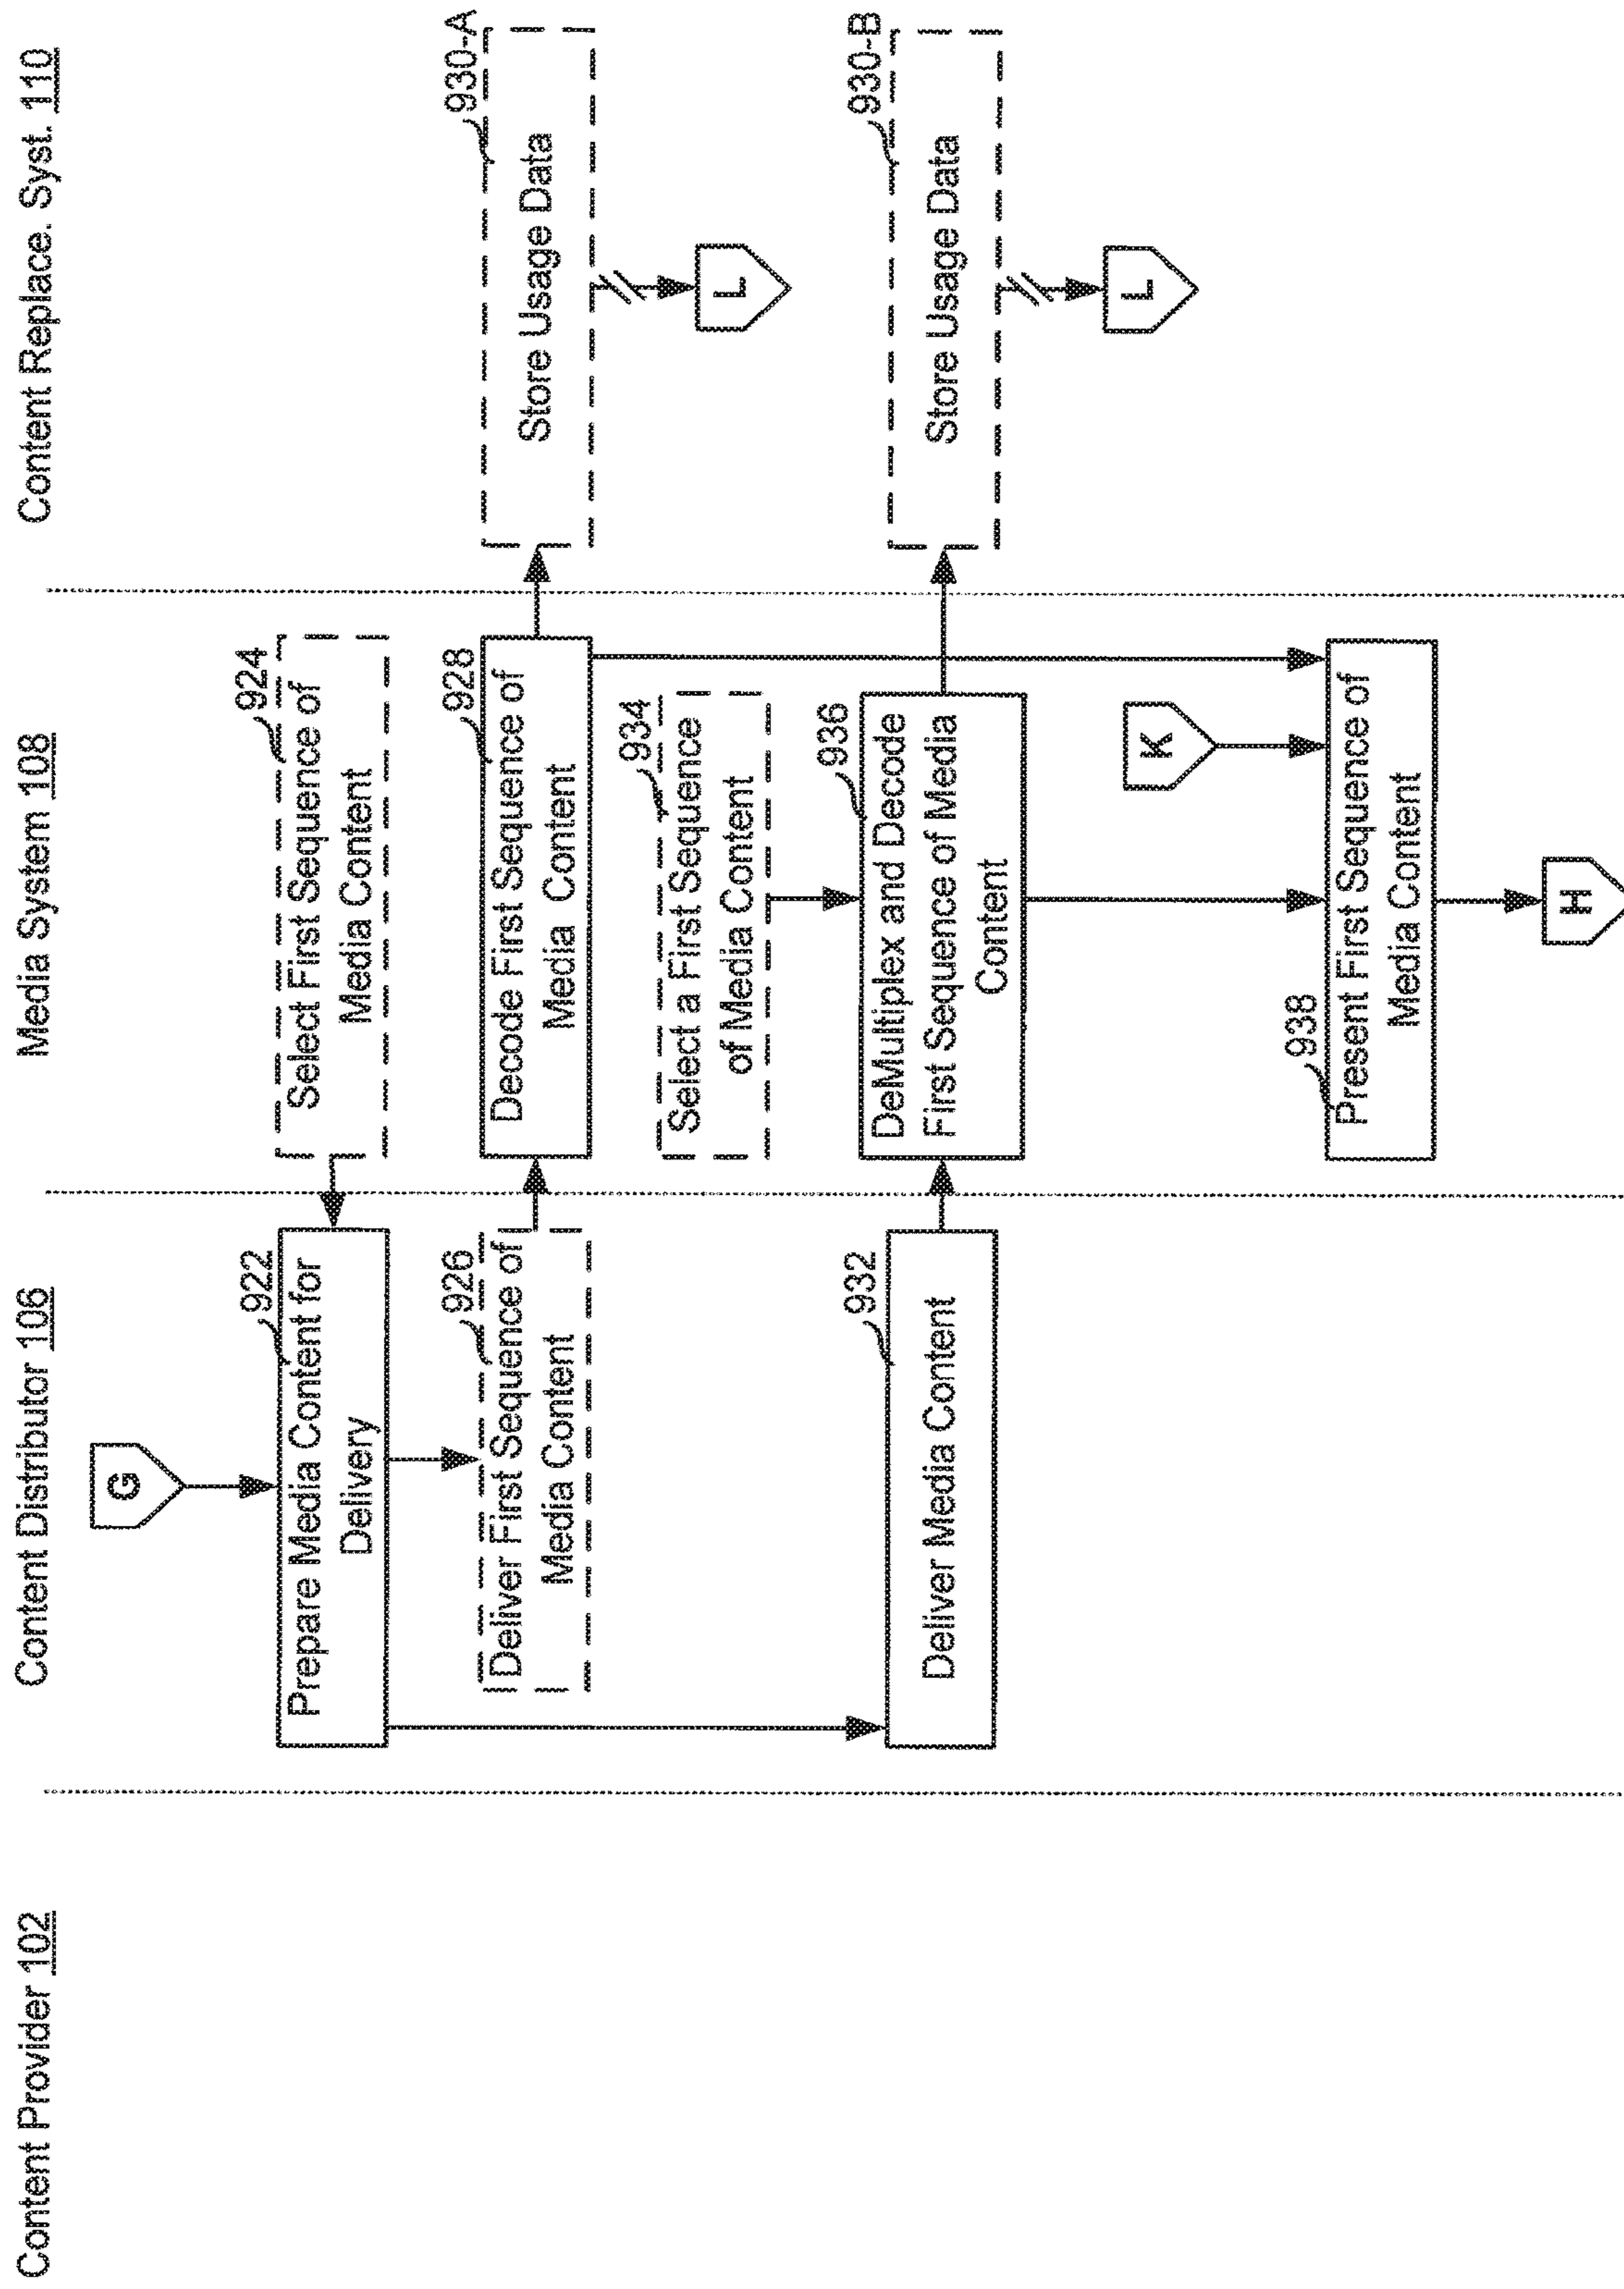 Content Provider 102
Content Distributor 106
Media System 108
Content Replace. Syst. 110
G
922
Prepare Media Content for
Delivery
924
Select First Sequence of
Media Content
926
Deliver First Sequence of
Media Content
928
Decode First Sequence of
Media Content
930-A
Store Usage Data
L
934
Select a First Sequence
of Media Content
932
Deliver Media Content
936
DeMultiplex and Decode
First Sequence of Media
Content
930-B
Store Usage Data
L
K
938
Present First Sequence of
Media Content
H